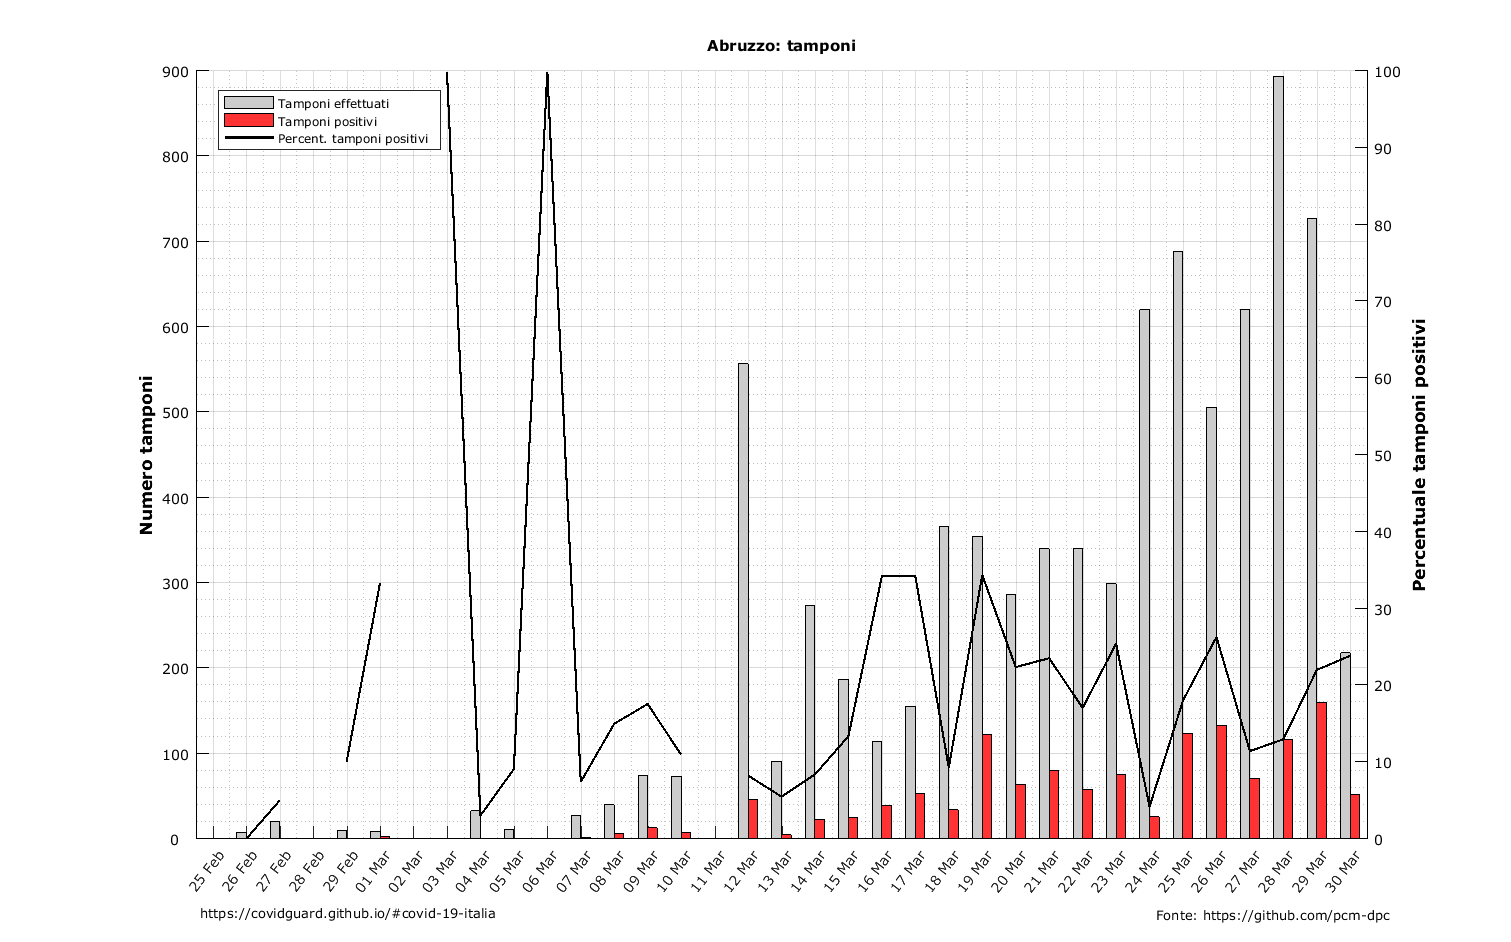 Abruzzo: tamponi
Tamponi effettuati
Tamponi positivi
Percent. tamponi positivi
Numero tamponi
900
800
700
600
500
400
300
200
100
0
Percentuale tamponi positivi
100
90
80
70
60
50
40
30
20
10
0
25 Feb
26 Feb
27 Feb
28 Feb
29 Feb
01 Mar
02 Mar
03 Mar
04 Mar
05 Mar
06 Mar
07 Mar
08 Mar
09 Mar
10 Mar
11 Mar
12 Mar
13 Mar
14 Mar
15 Mar
16 Mar
17 Mar
18 Mar
19 Mar
20 Mar
21 Mar
22 Mar
23 Mar
24 Mar
25 Mar
26 Mar
27 Mar
28 Mar
29 Mar
30 Mar
https://covidguard.github.io/#covid-19-italia
Fonte: https://github.com/pcm-dpc